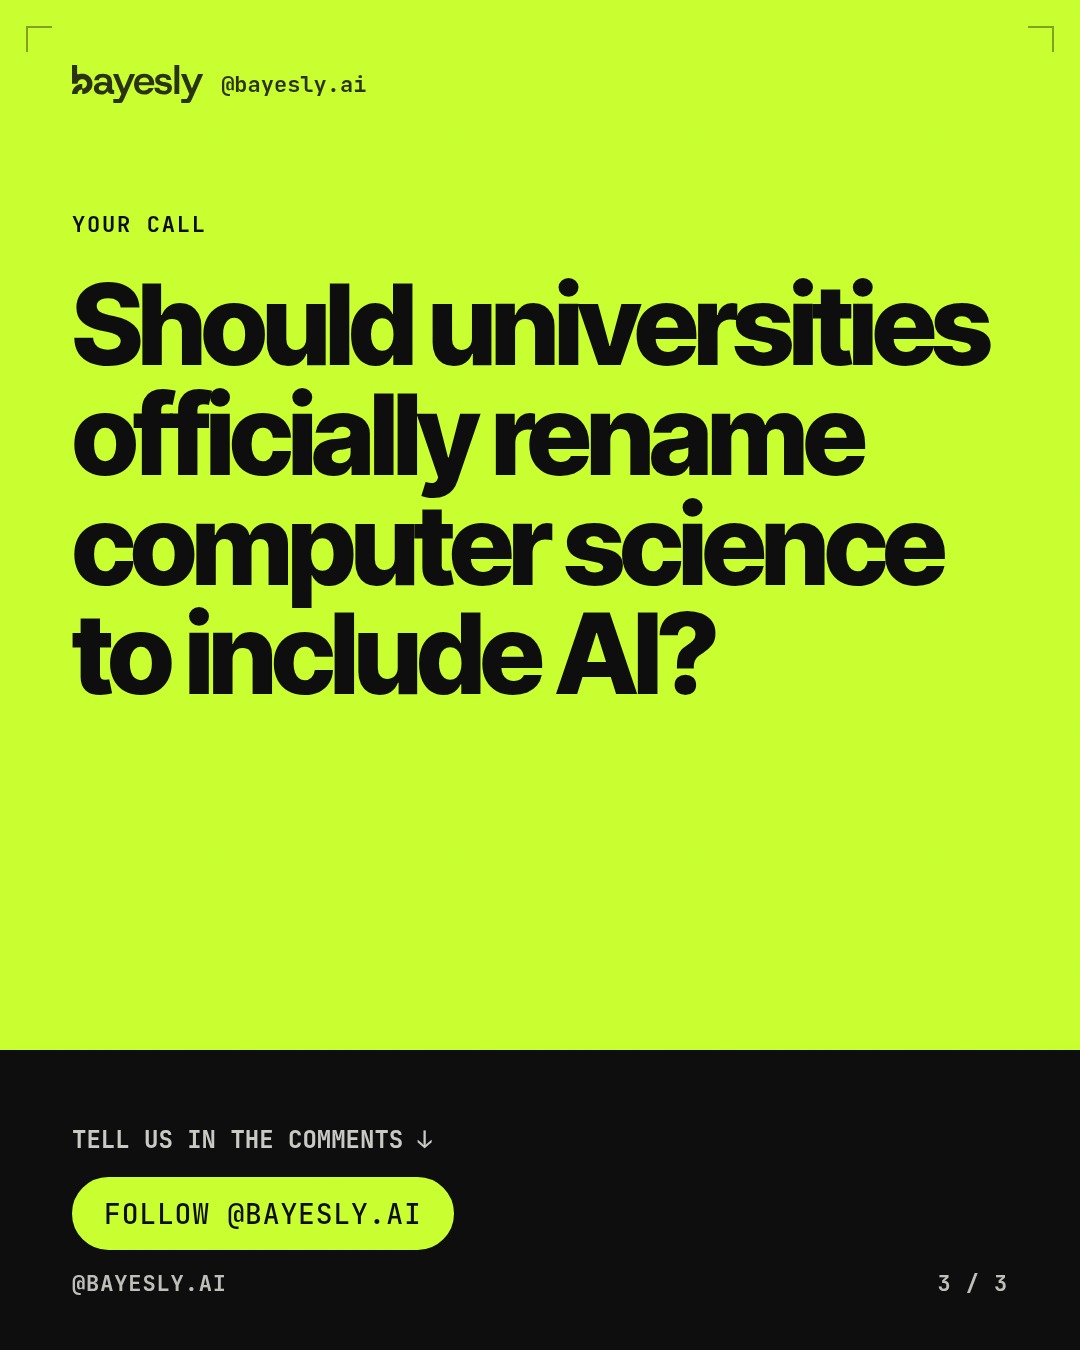 bayesly @bayesly.ai
YOUR CALL
Should universities
officially rename
computer science
to include AI?
TELL US IN THE COMMENTS ↓
FOLLOW @BAYESLY.AI
@BAYESLY.AI
3 / 3